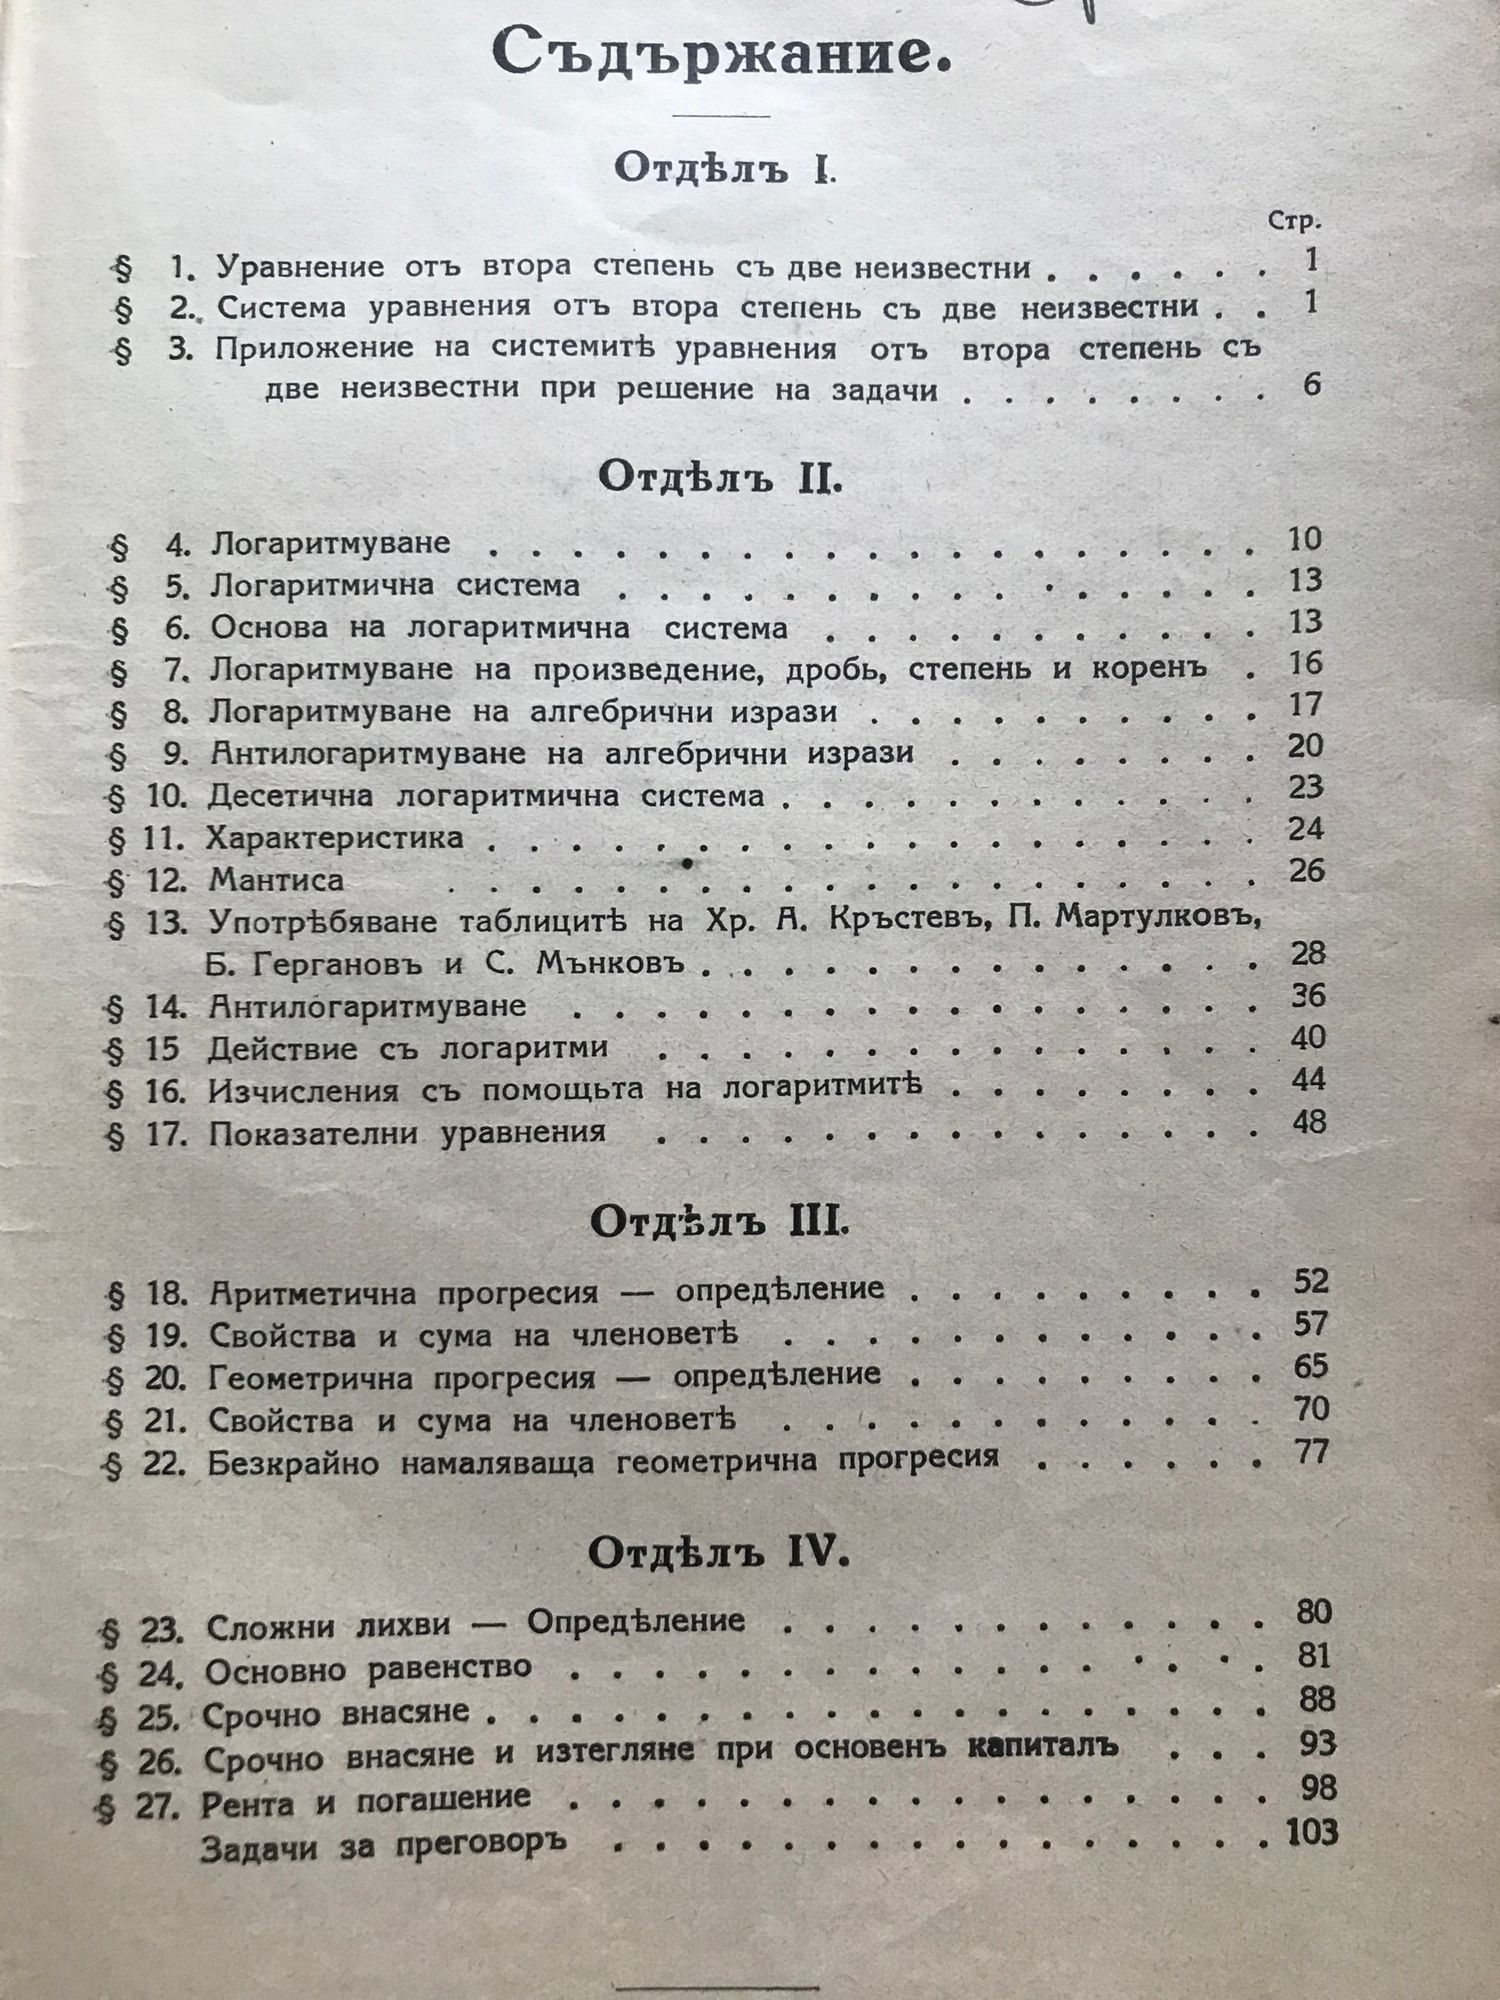 Съдържание.
Отдѣлъ I.
Стр.
§ 1. Уравнение отъ втора степень съ две неизвестни . . . . . . 1
§ 2. Система уравнения отъ втора степень съ две неизвестни . . 1
§ 3. Приложение на системитѣ уравнения отъ втора степень съ
две неизвестни при решение на задачи . . . . . . . . 6
Отдѣлъ II.
§ 4. Логаритмуване . . . . . . . . . . . . . . . . . . . 10
§ 5. Логаритмична система . . . . . . . . . . . . . . . . 13
§ 6. Основа на логаритмична система . . . . . . . . . . . 13
§ 7. Логаритмуване на произведение, дробь, степень и коренъ . 16
§ 8. Логаритмуване на алгебрични изрази . . . . . . . . . . 17
§ 9. Антилогаритмуване на алгебрични изрази . . . . . . . . 20
§ 10. Десетична логаритмична система . . . . . . . . . . . . 23
§ 11. Характеристика . . . . . . . . . . . . . . . . . . . 24
§ 12. Мантиса . . . . . . . . . . . . . . . . . . . . 26
§ 13. Употрѣбяване таблицитѣ на Хр. А. Кръстевъ, П. Мартулковъ,
Б. Гергановъ и С. Мънковъ . . . . . . . . . . . . . . 28
§ 14. Антилогаритмуване . . . . . . . . . . . . . . . . . 36
§ 15 Действие съ логаритми . . . . . . . . . . . . . . . 40
§ 16. Изчисления съ помощьта на логаритмитѣ . . . . . . . . 44
§ 17. Показателни уравнения . . . . . . . . . . . . . . . 48
Отдѣлъ III.
§ 18. Аритметична прогресия — опредѣление . . . . . . . . . 52
§ 19. Свойства и сума на членоветѣ . . . . . . . . . . . . 57
§ 20. Геометрична прогресия — опредѣление . . . . . . . . . 65
§ 21. Свойства и сума на членоветѣ . . . . . . . . . . . . 70
§ 22. Безкрайно намаляваща геометрична прогресия . . . . . . 77
Отдѣлъ IV.
§ 23. Сложни лихви — Опредѣление . . . . . . . . . . . . 80
§ 24. Основно равенство . . . . . . . . . . . . . . . . . 81
§ 25. Срочно внасяне . . . . . . . . . . . . . . . . . . . 88
§ 26. Срочно внасяне и изтегляне при основенъ капиталъ . . . 93
§ 27. Рента и погашение . . . . . . . . . . . . . . . . . 98
Задачи за преговоръ . . . . . . . . . . . . . . . . 103